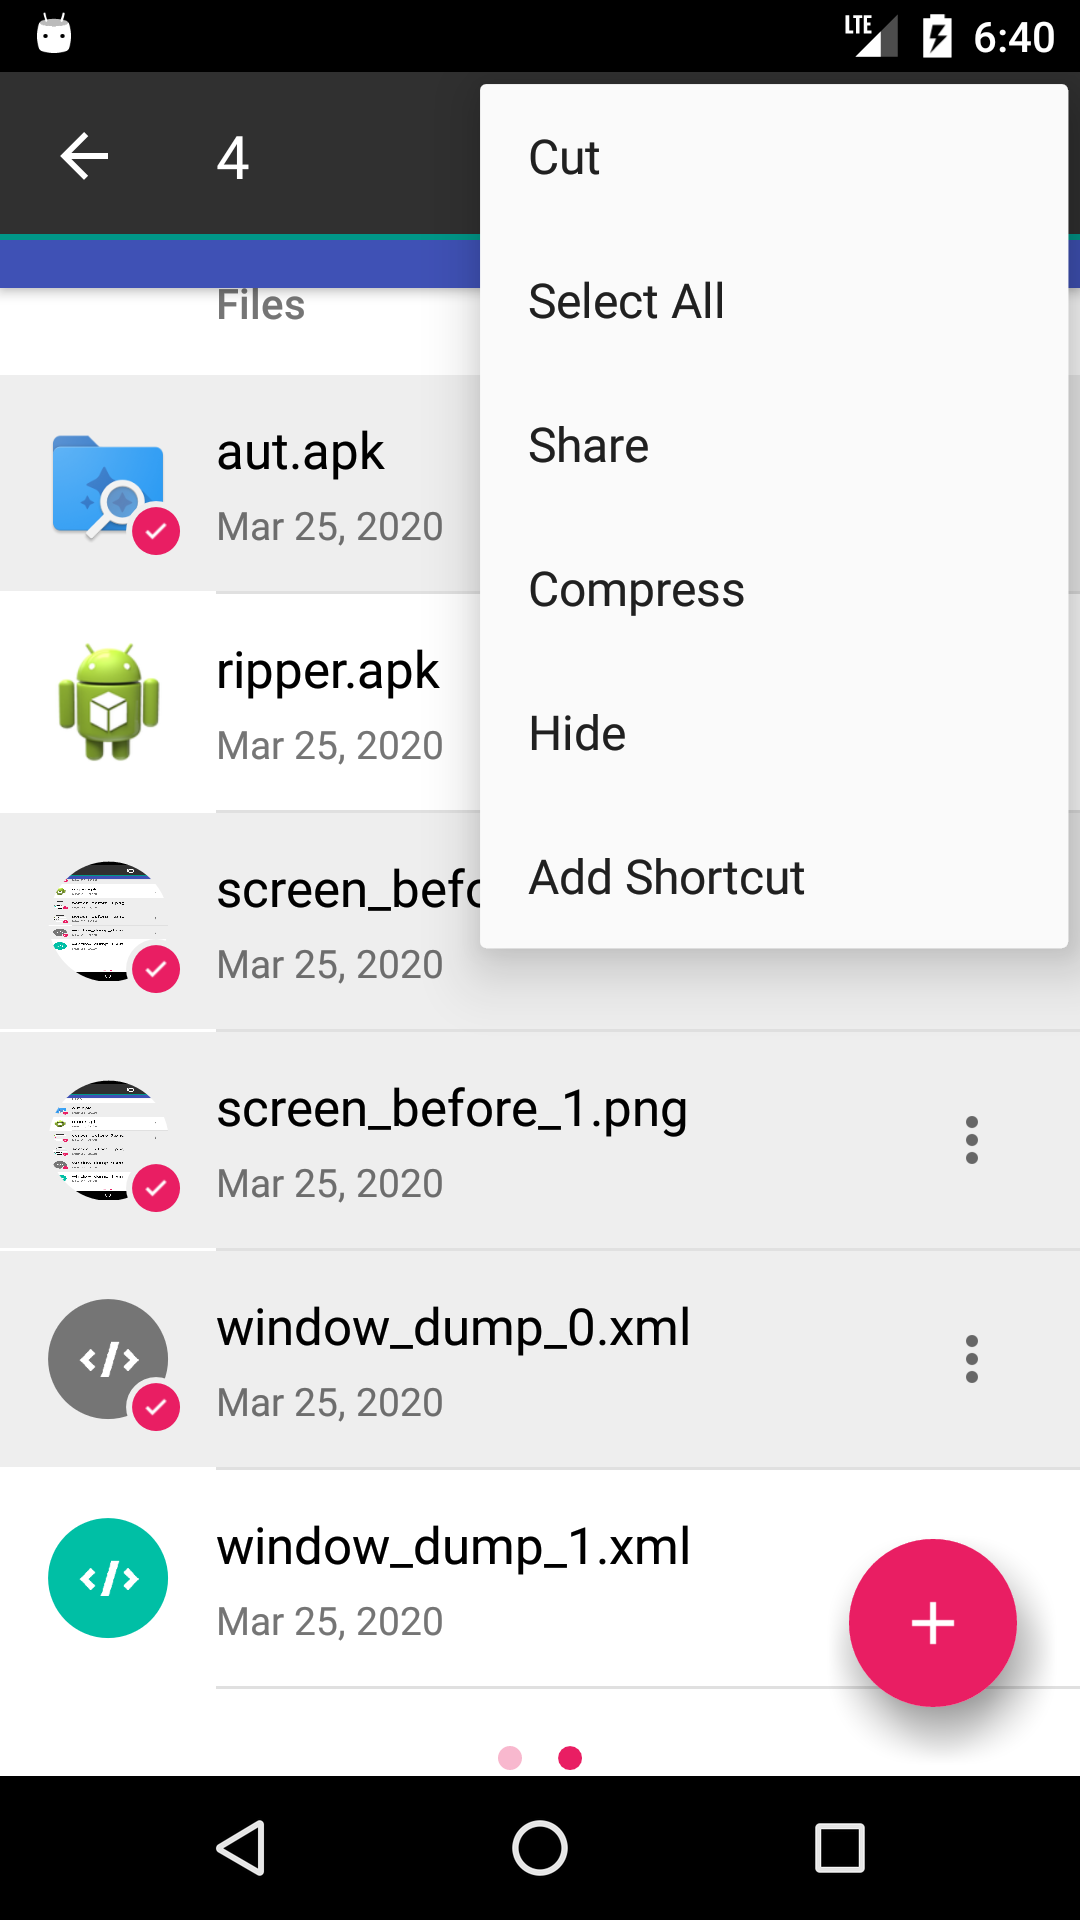 LTE 6:40
4
Cut
Select All
Share
Compress
Hide
Add Shortcut
Files
aut.apk
Mar 25, 2020
ripper.apk
Mar 25, 2020
screen_befo
Mar 25, 2020
screen_before_1.png
Mar 25, 2020
window_dump_0.xml
Mar 25, 2020
window_dump_1.xml
Mar 25, 2020